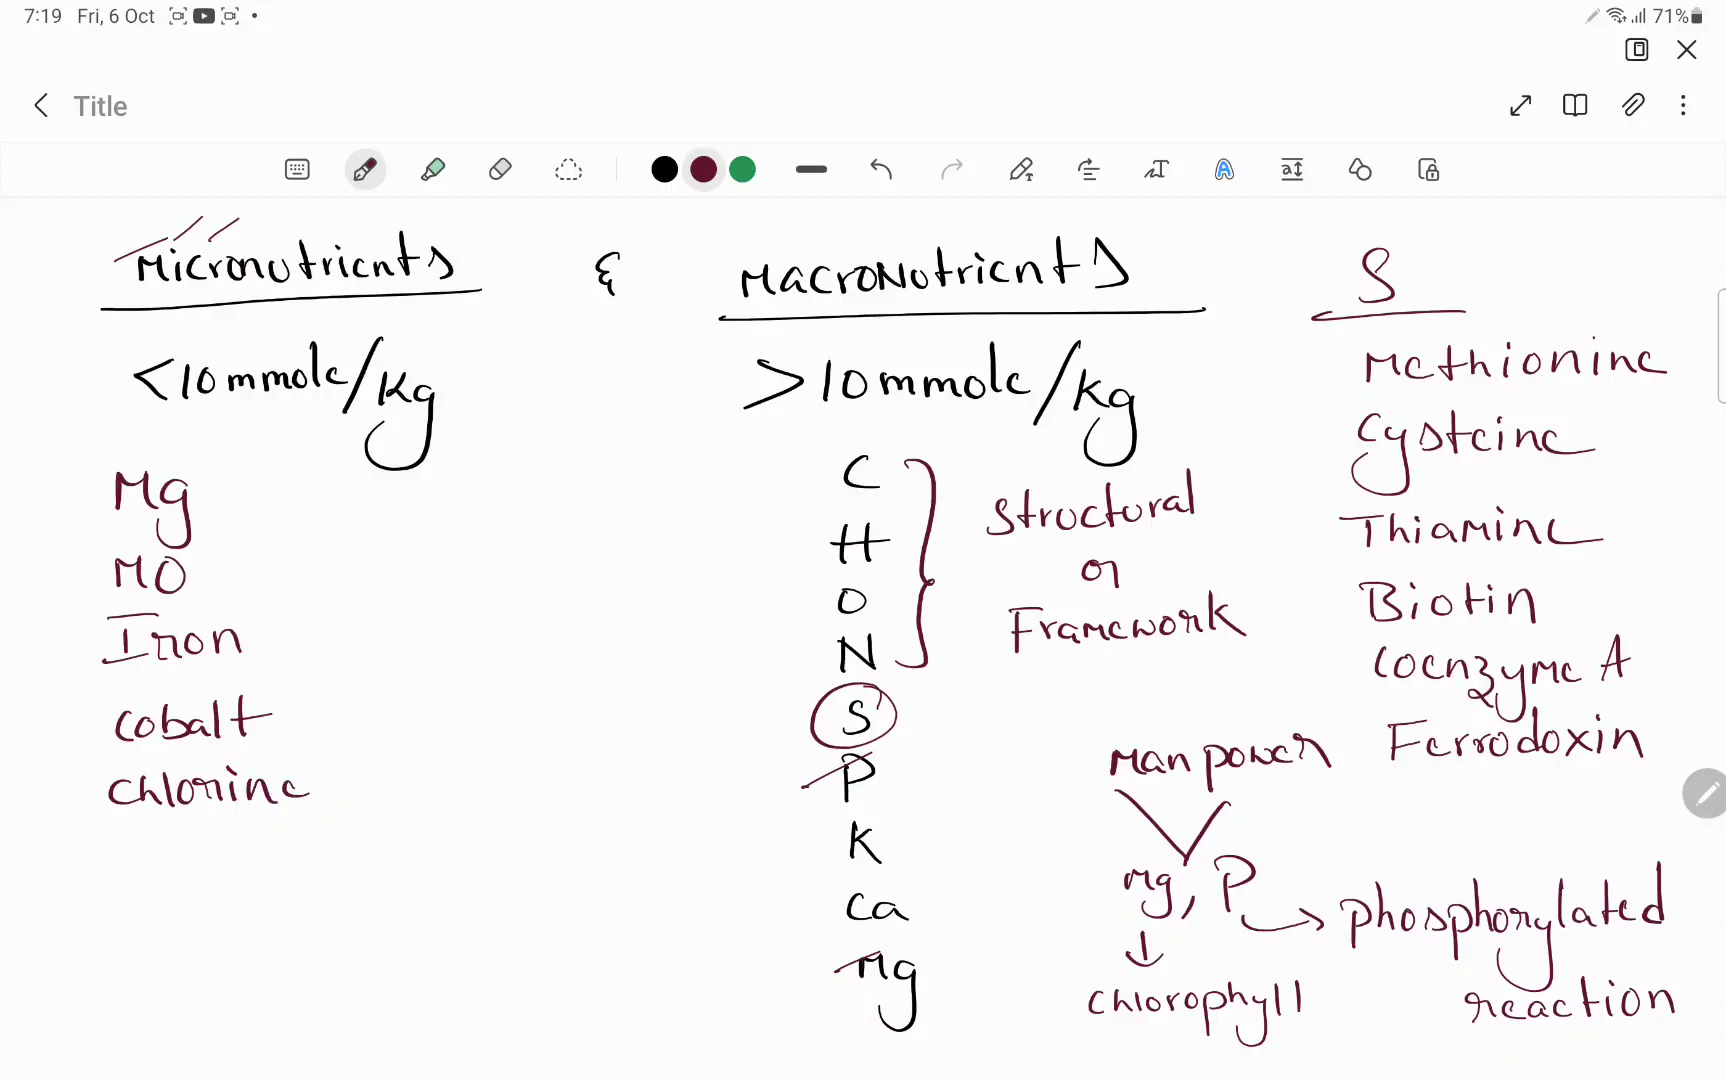 7:19 Fri, 6 Oct
71%
Title
Micronutrients & Macronutrients
<10 mmole/kg
>10 mmole/kg
Mg
MO
Iron
cobalt
chlorine
C
H
O
N
S
P
K
Ca
Mg
structural
or
Framework
S
Methionine
Cysteine
Thiamine
Biotin
Coenzyme A
Ferrodoxin
Man power
Mg, P → phosphorylated
reaction
↓
chlorophyll